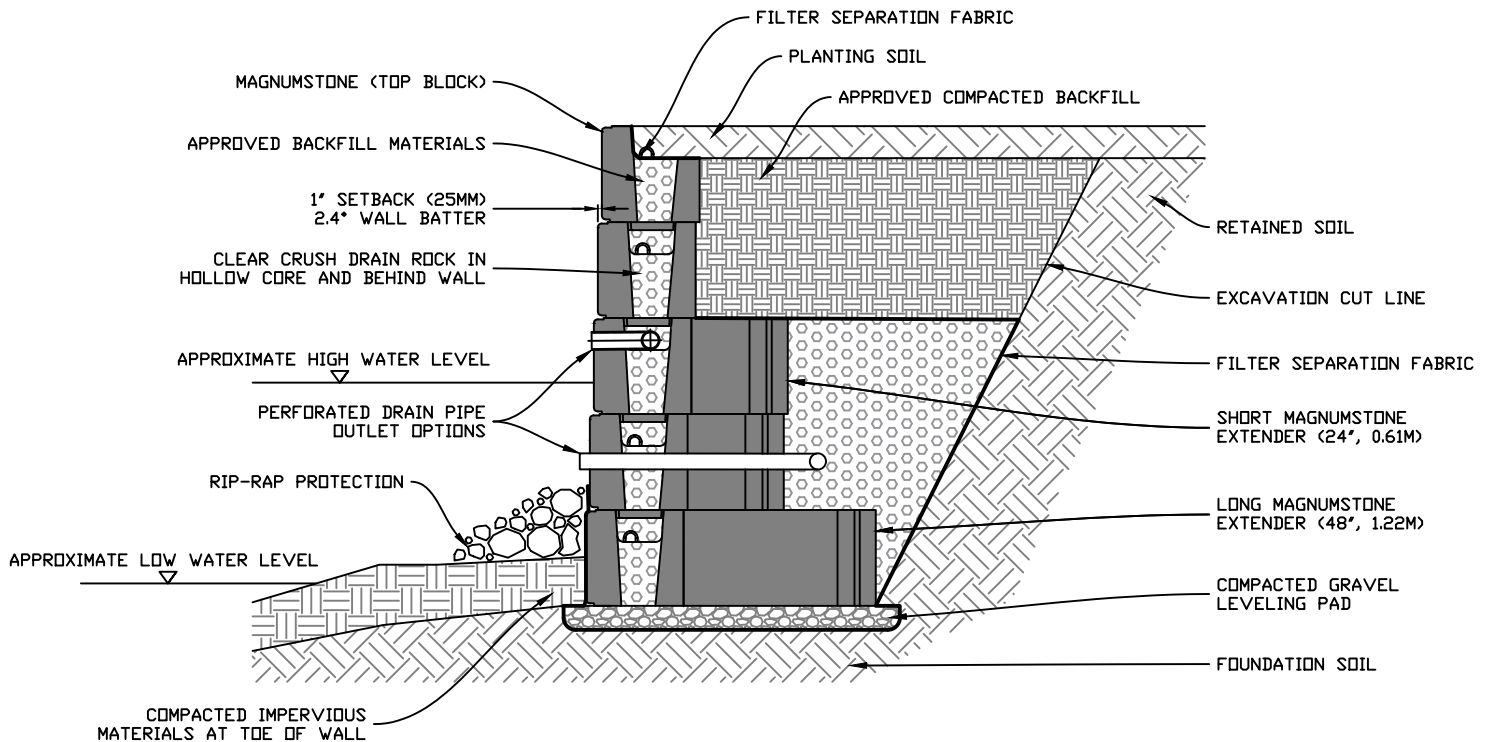 FILTER SEPARATION FABRIC
PLANTING SOIL
MAGNUMSTONE (TOP BLOCK)
APPROVED COMPACTED BACKFILL
APPROVED BACKFILL MATERIALS
1" SETBACK (25MM)
2.4° WALL BATTER
RETAINED SOIL
CLEAR CRUSH DRAIN ROCK IN
HOLLOW CORE AND BEHIND WALL
EXCAVATION CUT LINE
APPROXIMATE HIGH WATER LEVEL
FILTER SEPARATION FABRIC
PERFORATED DRAIN PIPE
OUTLET OPTIONS
SHORT MAGNUMSTONE
EXTENDER (24", 0.61M)
RIP-RAP PROTECTION
LONG MAGNUMSTONE
EXTENDER (48", 1.22M)
APPROXIMATE LOW WATER LEVEL
COMPACTED GRAVEL
LEVELING PAD
FOUNDATION SOIL
COMPACTED IMPERVIOUS
MATERIALS AT TOE OF WALL